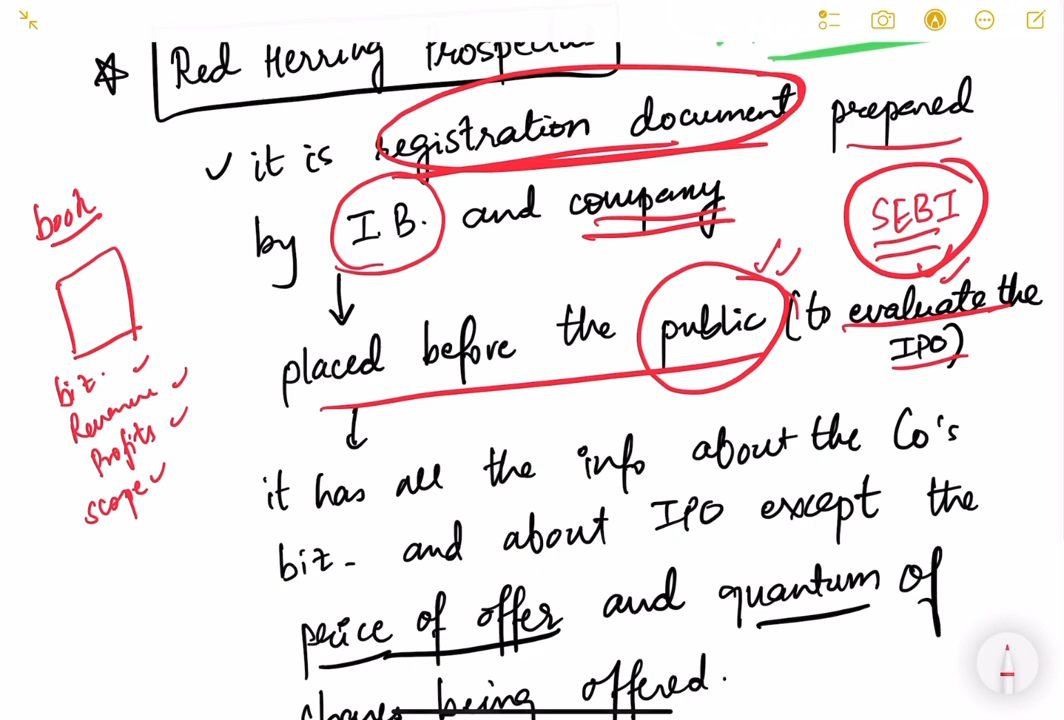 Red Herring Prospectus
✓ it is registration document prepared
by I.B. and company
SEBI
placed before the public (to evaluate the
IPO)
it has all the info about the Co's
biz. and about IPO except the
price of offer and quantum of
shares being offered.
book
biz.
Revenue
Profits
scope